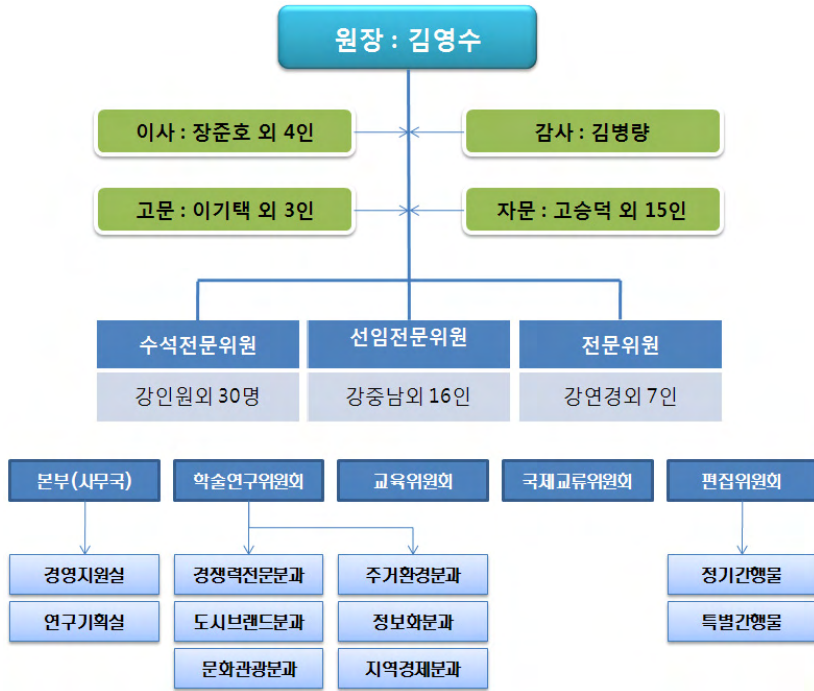 원장 : 김영수
이사 : 장준호 외 4인
감사 : 김병량
고문 : 이기택 외 3인
자문 : 고승덕 외 15인
수석전문위원
선임전문위원
전문위원
강인원외 30명
강중남외 16인
강연경외 7인
본부(사무국)
학술연구위원회
교육위원회
국제교류위원회
편집위원회
경영지원실
경쟁력전문분과
주거환경분과
정기간행물
연구기획실
도시브랜드분과
정보화분과
특별간행물
문화관광분과
지역경제분과